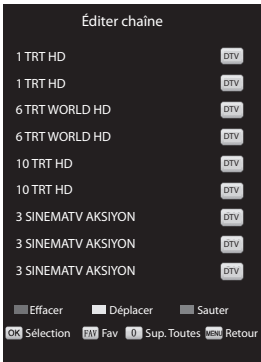 Éditer chaîne
1 TRT HD DTV
1 TRT HD DTV
6 TRT WORLD HD DTV
6 TRT WORLD HD DTV
10 TRT HD DTV
10 TRT HD DTV
3 SINEMATV AKSIYON DTV
3 SINEMATV AKSIYON DTV
3 SINEMATV AKSIYON DTV
Effacer Déplacer Sauter
OK Sélection FAV Fav 0 Sup. Toutes MENU Retour